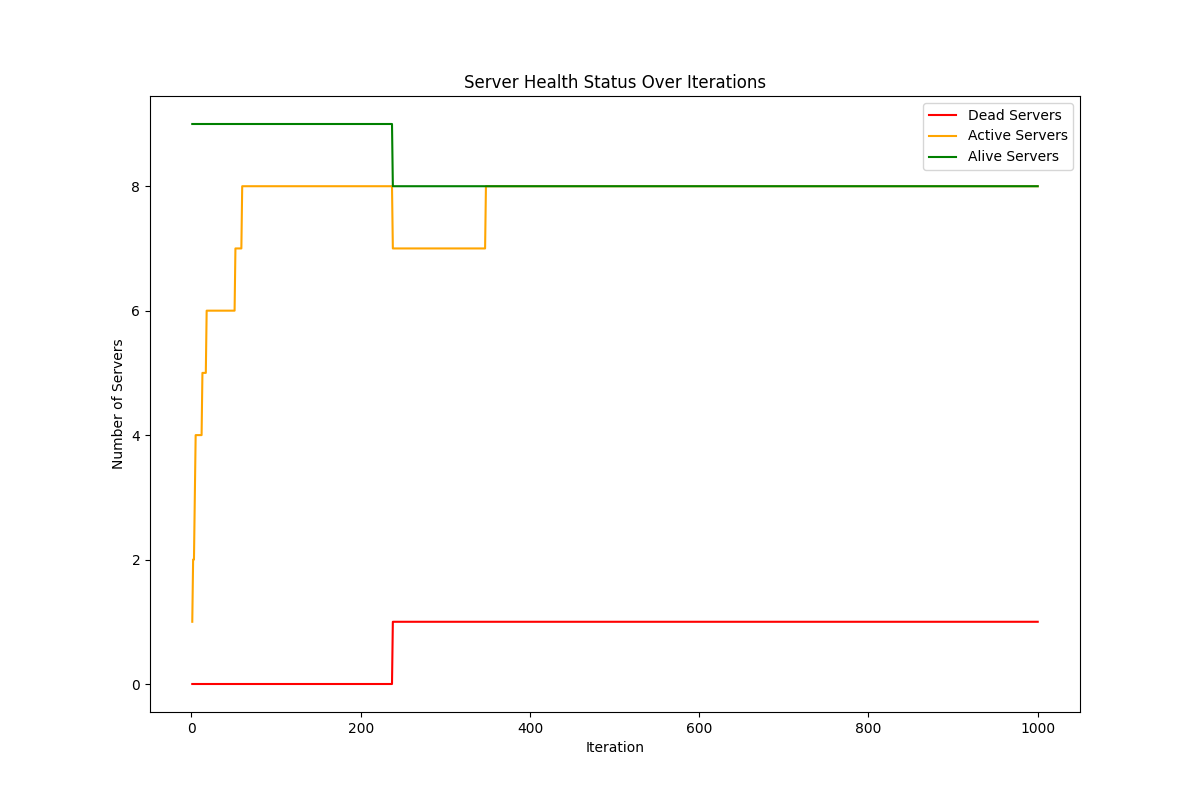 Server Health Status Over Iterations
Dead Servers
Active Servers
Alive Servers
Number of Servers
8
6
4
2
0
0 200 400 600 800 1000
Iteration